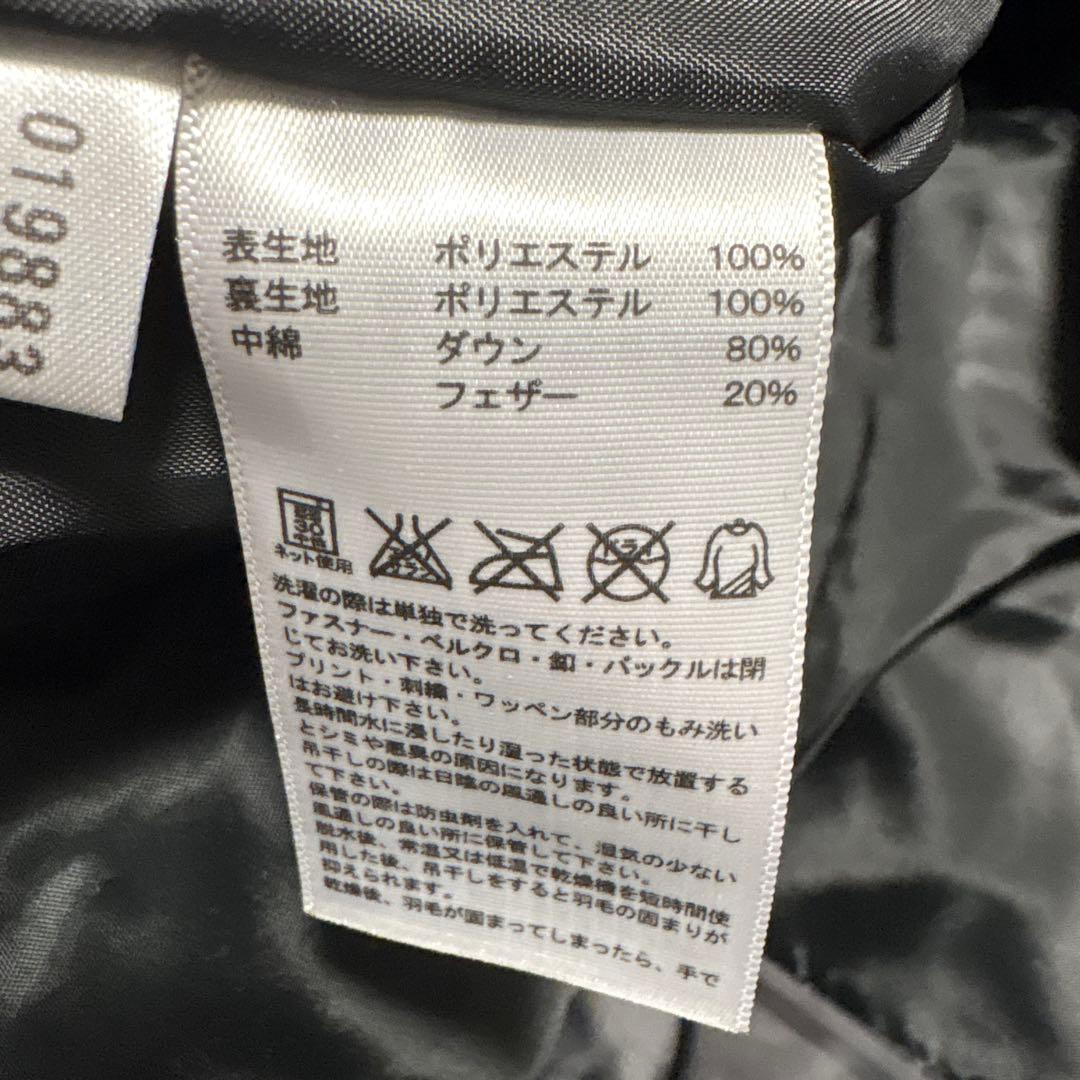 019883
表生地 ポリエステル 100%
裏生地 ポリエステル 100%
中綿 ダウン 80%
フェザー 20%
30
中性
ネット使用
エンソ
サラシ
ドライ
洗濯の際は単独で洗ってください。
ファスナー・ベルクロ・釦・バックルは閉
じてお洗い下さい。
プリント・刺繍・ワッペン部分のもみ洗い
はお避け下さい。
長時間水に浸したり湿った状態で放置する
とシミや悪臭の原因になります。
吊干しの際は日陰の風通しの良い所に干し
て下さい。
保管の際は防虫剤を入れて、湿気の少ない
風通しの良い所に保管して下さい。
脱水後、常温又は低温で乾燥機を短時間使
用した後、吊干しをすると羽毛の固まりが
抑えられます。
乾燥後、羽毛が固まってしまったら、手で